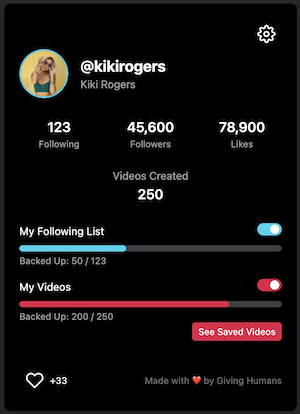 @kikirogers
Kiki Rogers
123 45,600 78,900
Following Followers Likes
Videos Created
250
My Following List
Backed Up: 50 / 123
My Videos
Backed Up: 200 / 250
See Saved Videos
+33 Made with ❤️ by Giving Humans